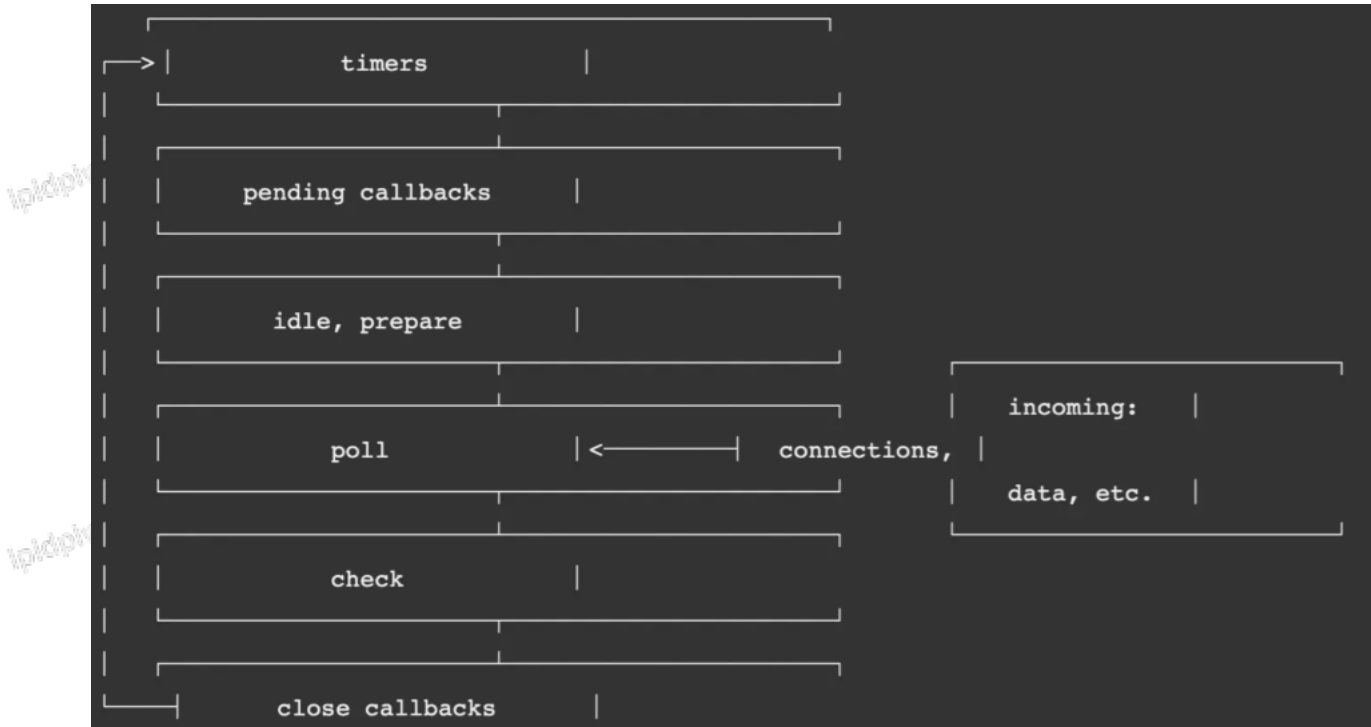 timers
pending callbacks
idle, prepare
incoming:
poll
connections,
data, etc.
check
close callbacks